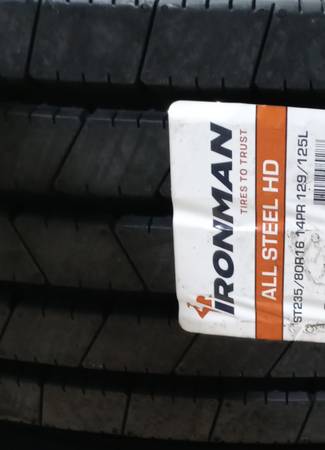 IRONMAN
TIRES TO TRUST
ALL STEEL HD
ST235/80R16 14PR 129/125L